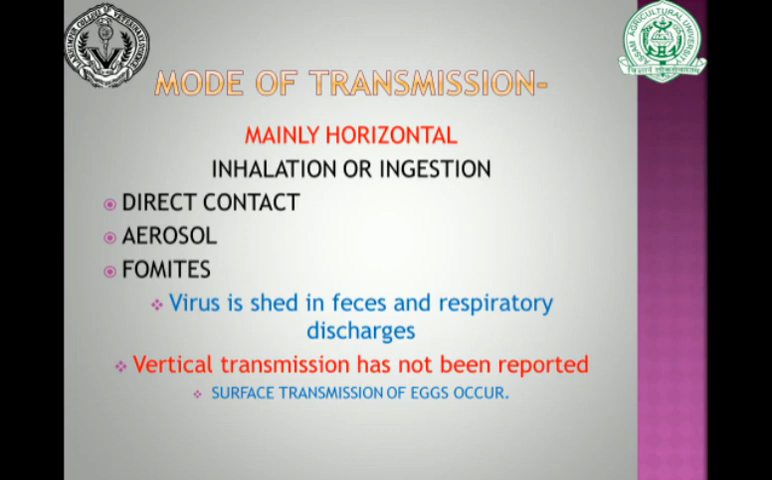 MODE OF TRANSMISSION-
MAINLY HORIZONTAL
INHALATION OR INGESTION
DIRECT CONTACT
AEROSOL
FOMITES
Virus is shed in feces and respiratory
discharges
Vertical transmission has not been reported
SURFACE TRANSMISSION OF EGGS OCCUR.